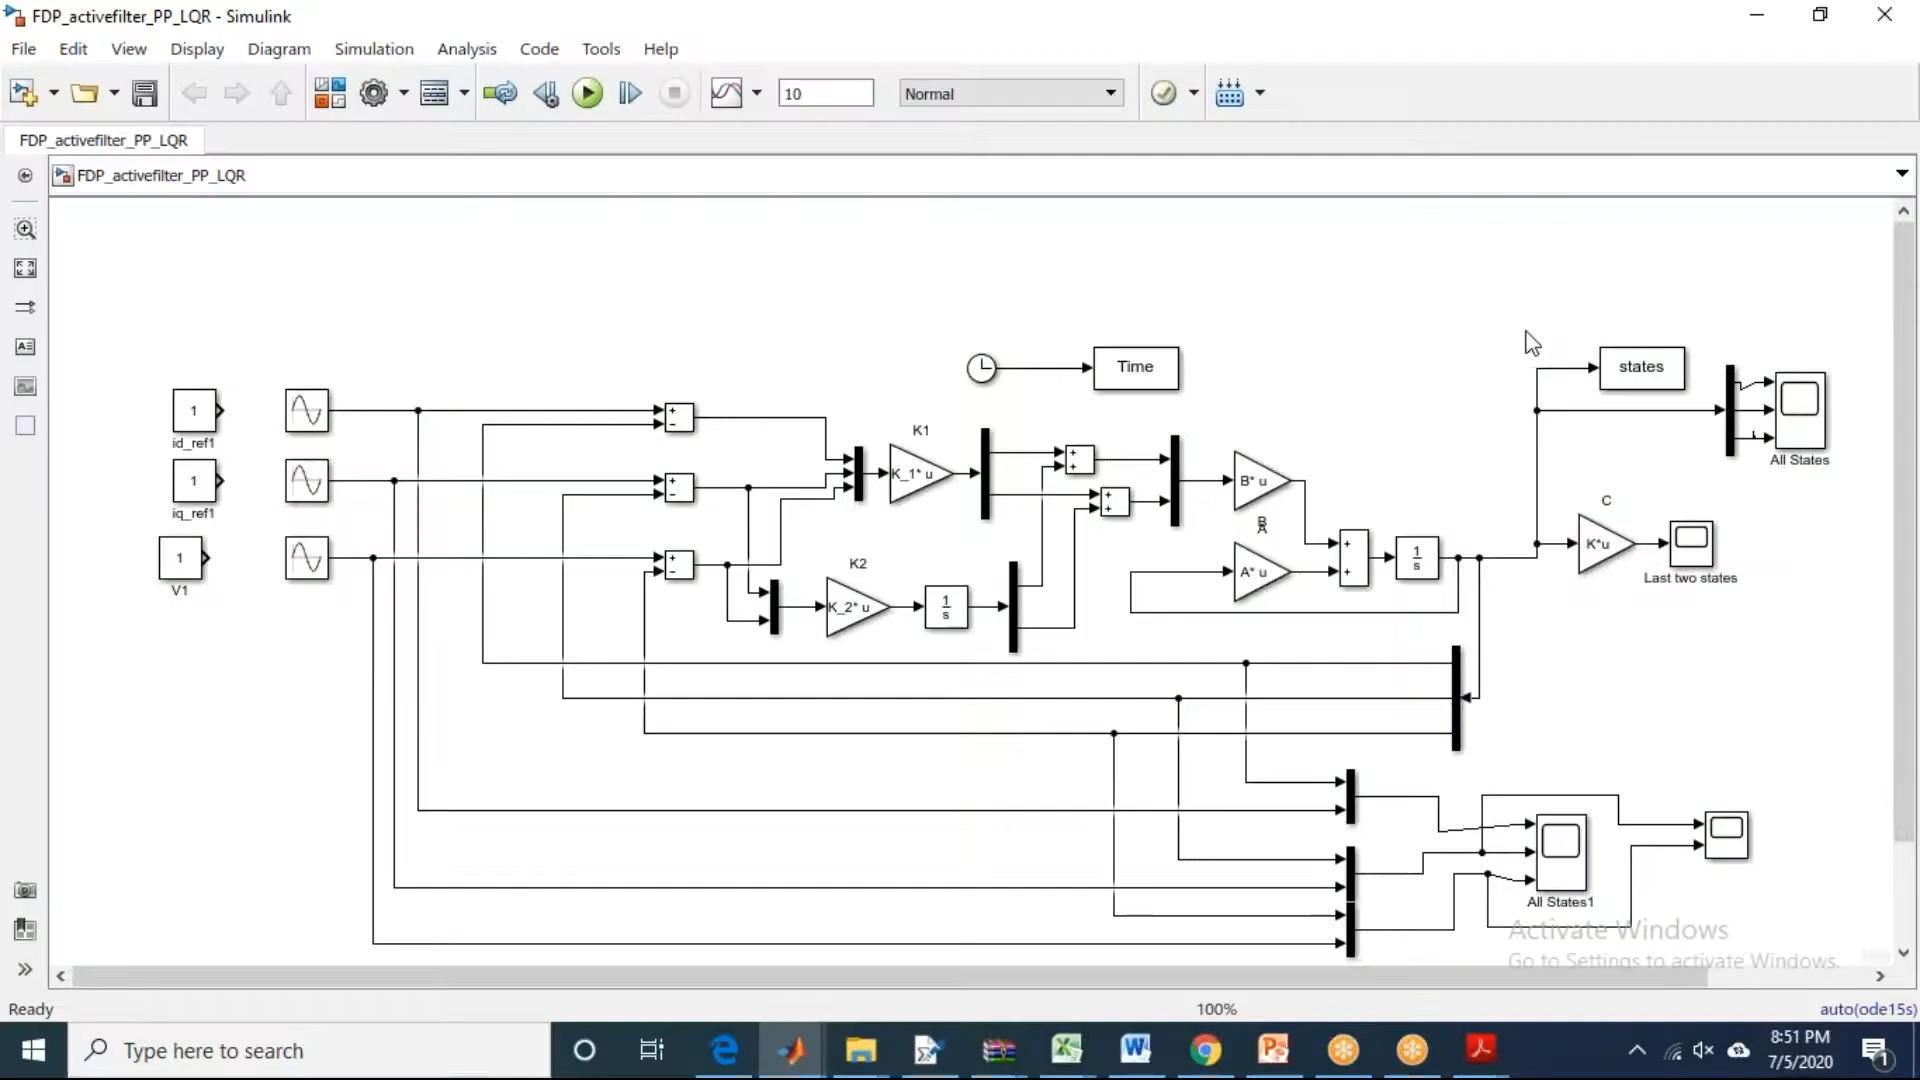 FDP_activefilter_PP_LQR - Simulink
File Edit View Display Diagram Simulation Analysis Code Tools Help
10
Normal
FDP_activefilter_PP_LQR
FDP_activefilter_PP_LQR
Time
states
1
id_ref1
K1
K_1* u
All States
1
iq_ref1
B* u
B
A
C
K*u
Last two states
1
V1
K2
K_2* u
1
s
A* u
1
s
All States1
Activate Windows
Go to Settings to activate Windows.
Ready
100%
auto(ode15s)
Type here to search
8:51 PM
7/5/2020
1